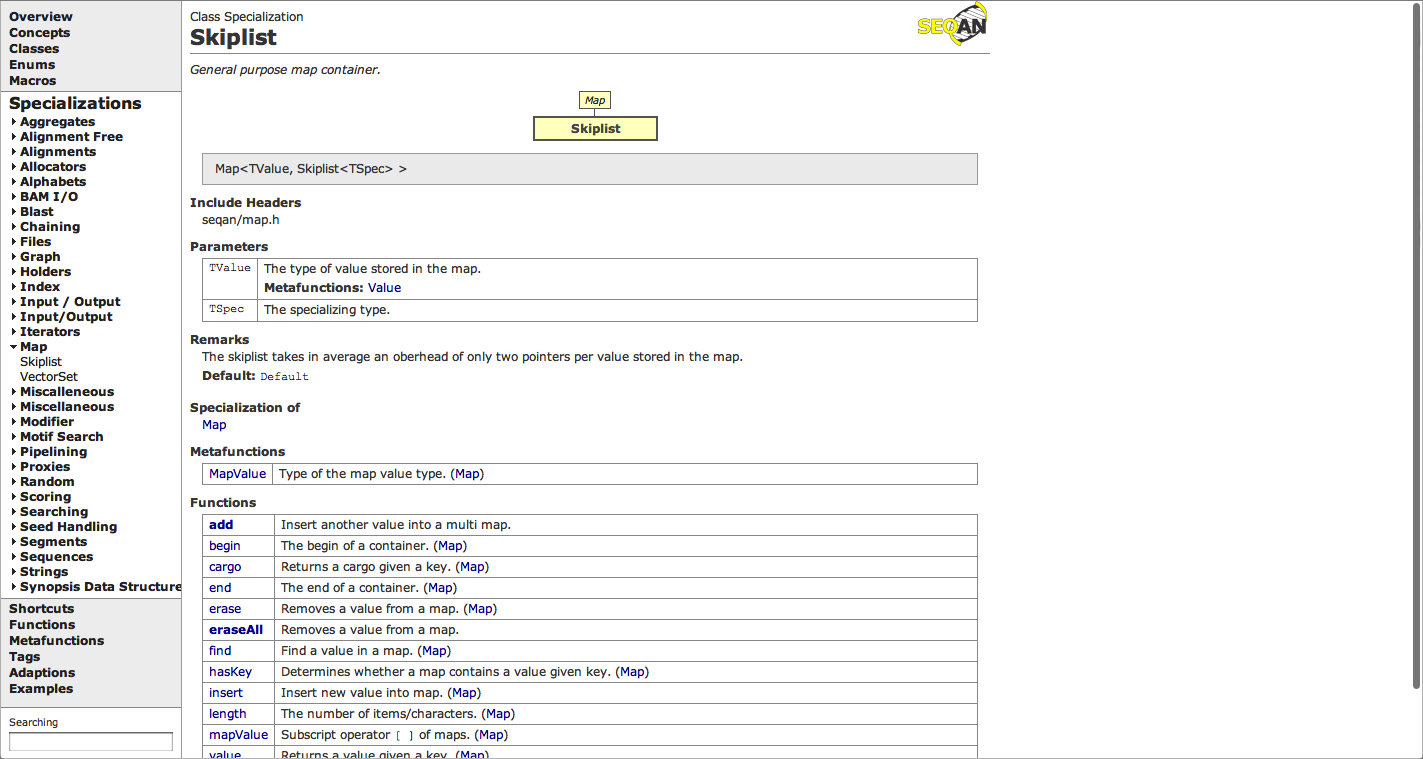 Overview
Concepts
Classes
Enums
Macros
Specializations
Aggregates
Alignment Free
Alignments
Allocators
Alphabets
BAM I/O
Blast
Chaining
Files
Graph
Holders
Index
Input / Output
Input/Output
Iterators
Map
Skiplist
VectorSet
Miscalleneous
Miscellaneous
Modifier
Motif Search
Pipelining
Proxies
Random
Scoring
Searching
Seed Handling
Segments
Sequences
Strings
Synopsis Data Structure
Shortcuts
Functions
Metafunctions
Tags
Adaptions
Examples
Searching
Class Specialization
Skiplist
SEQAN
General purpose map container.
Map
Skiplist
Map<TValue, Skiplist<TSpec> >
Include Headers
seqan/map.h
Parameters
TValue The type of value stored in the map.
Metafunctions: Value
TSpec The specializing type.
Remarks
The skiplist takes in average an oberhead of only two pointers per value stored in the map.
Default: Default
Specialization of
Map
Metafunctions
MapValue Type of the map value type. (Map)
Functions
add Insert another value into a multi map.
begin The begin of a container. (Map)
cargo Returns a cargo given a key. (Map)
end The end of a container. (Map)
erase Removes a value from a map. (Map)
eraseAll Removes a value from a map.
find Find a value in a map. (Map)
hasKey Determines whether a map contains a value given key. (Map)
insert Insert new value into map. (Map)
length The number of items/characters. (Map)
mapValue Subscript operator [ ] of maps. (Map)
value Returns a value given a key. (Map)